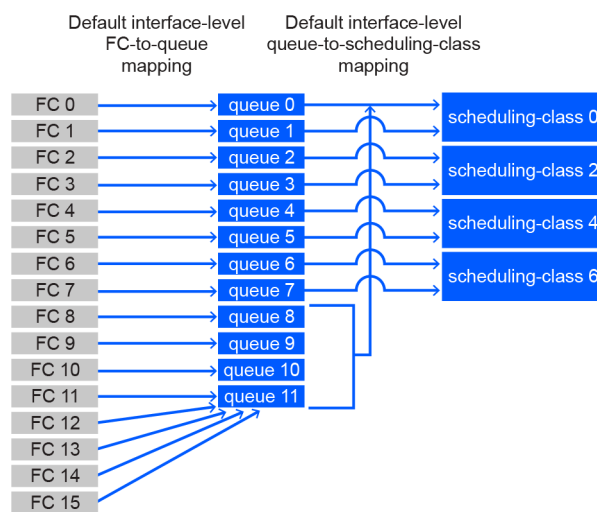 Default interface-level
FC-to-queue
mapping
Default interface-level
queue-to-scheduling-class
mapping
FC 0
queue 0
scheduling-class 0
FC 1
queue 1
FC 2
queue 2
scheduling-class 2
FC 3
queue 3
FC 4
queue 4
scheduling-class 4
FC 5
queue 5
FC 6
queue 6
scheduling-class 6
FC 7
queue 7
FC 8
queue 8
FC 9
queue 9
FC 10
queue 10
FC 11
queue 11
FC 12
FC 13
FC 14
FC 15